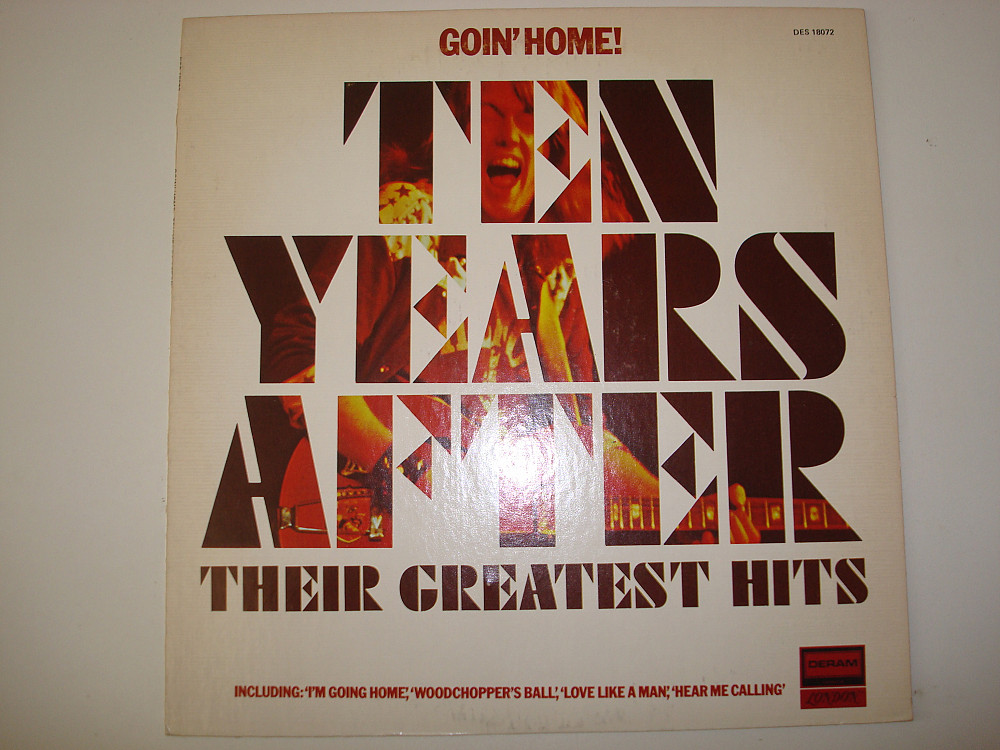 GOIN' HOME!
DES 18072
TEN
YEARS
AFTER
THEIR GREATEST HITS
INCLUDING: 'I'M GOING HOME', 'WOODCHOPPER'S BALL', 'LOVE LIKE A MAN', 'HEAR ME CALLING'
DERAM
LONDON